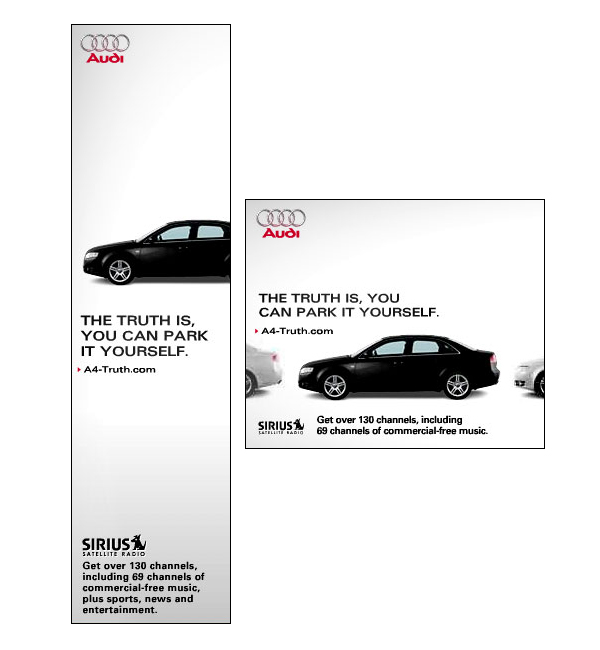 Audi
THE TRUTH IS,
YOU CAN PARK
IT YOURSELF.
A4-Truth.com
SIRIUS
SATELLITE RADIO
Get over 130 channels,
including 69 channels of
commercial-free music,
plus sports, news and
entertainment.
Audi
THE TRUTH IS, YOU
CAN PARK IT YOURSELF.
A4-Truth.com
SIRIUS
SATELLITE RADIO
Get over 130 channels, including
69 channels of commercial-free music.